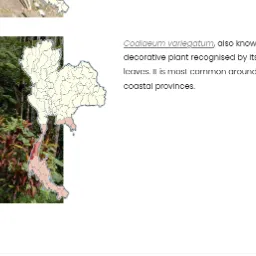 Codiaeum variegatum, also know
decorative plant recognised by its
leaves. It is most common around
coastal provinces.